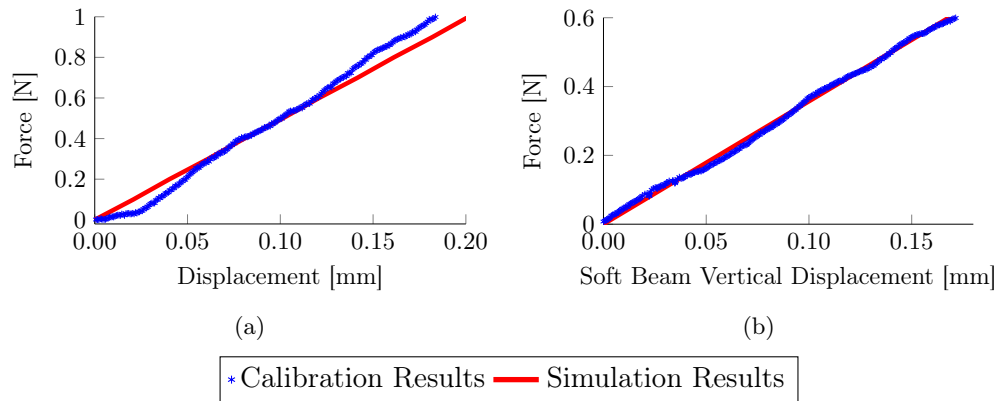 Force [N]
1
0.8
0.6
0.4
0.2
0
0.00 0.05 0.10 0.15 0.20
Displacement [mm]
(a)
Force [N]
0.6
0.4
0.2
0
0.00 0.05 0.10 0.15
Soft Beam Vertical Displacement [mm]
(b)
Calibration Results Simulation Results